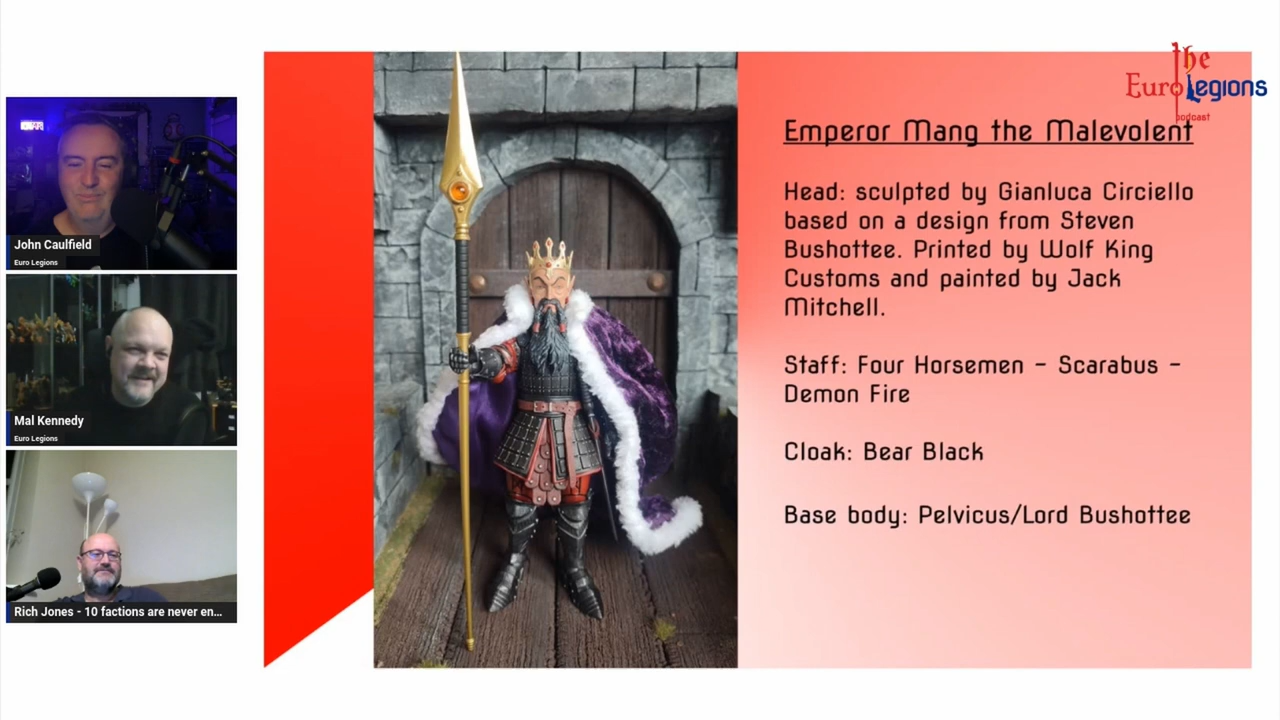 the
EuroLegions
podcast
Emperor Mang the Malevolent
Head: sculpted by Gianluca Circiello
based on a design from Steven
Bushottee. Printed by Wolf King
Customs and painted by Jack
Mitchell.
Staff: Four Horsemen - Scarabus -
Demon Fire
Cloak: Bear Black
Base body: Pelvicus/Lord Bushottee
John Caulfield
Euro Legions
Mal Kennedy
Euro Legions
Rich Jones - 10 factions are never en...